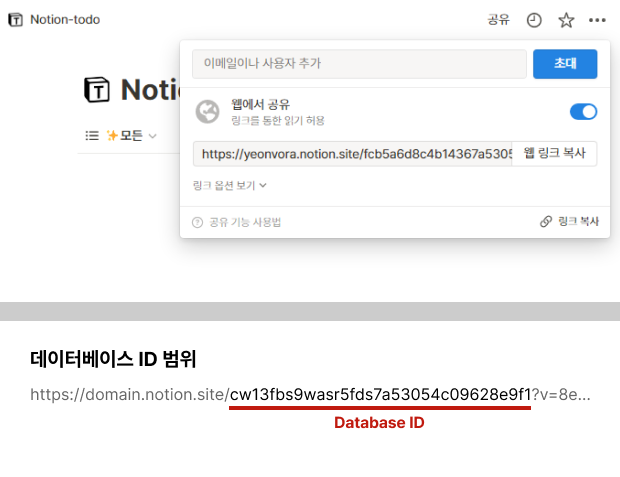 Notion-todo
공유
이메일이나 사용자 추가
초대
웹에서 공유
링크를 통한 읽기 허용
Noti
✨모든
https://yeonvora.notion.site/fcb5a6d8c4b14367a5305
웹 링크 복사
링크 옵션 보기
공유 기능 사용법
링크 복사
데이터베이스 ID 범위
https://domain.notion.site/cw13fbs9wasr5fds7a53054c09628e9f1?v=8e...
Database ID